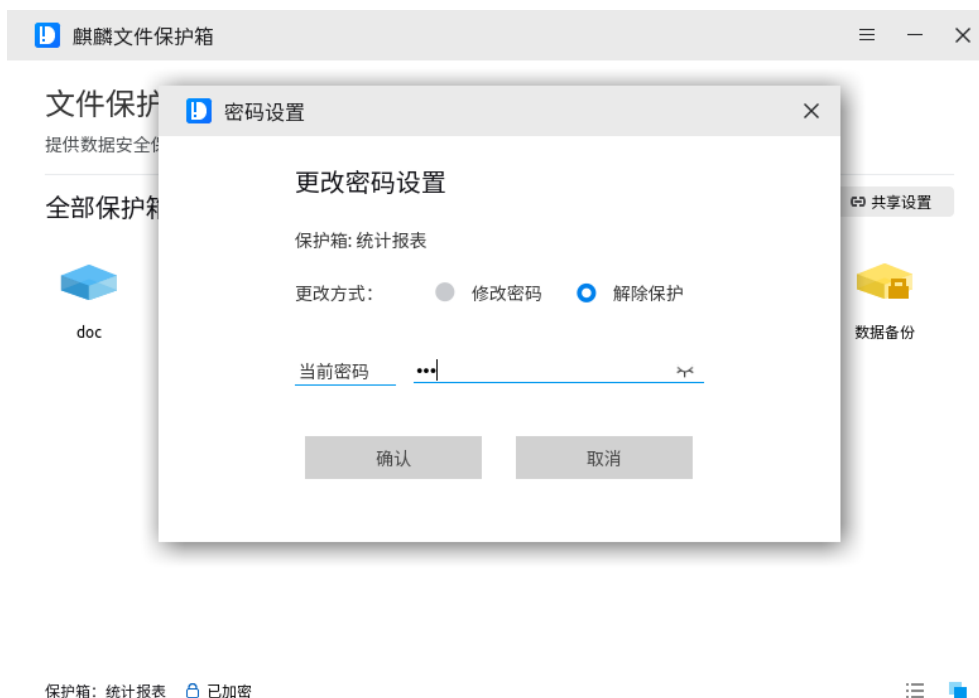 麒麟文件保护箱
文件保护
提供数据安全
密码设置
更改密码设置
全部保护
共享设置
保护箱: 统计报表
更改方式：
修改密码
解除保护
doc
数据备份
当前密码
•••
确认
取消
保护箱：统计报表
已加密